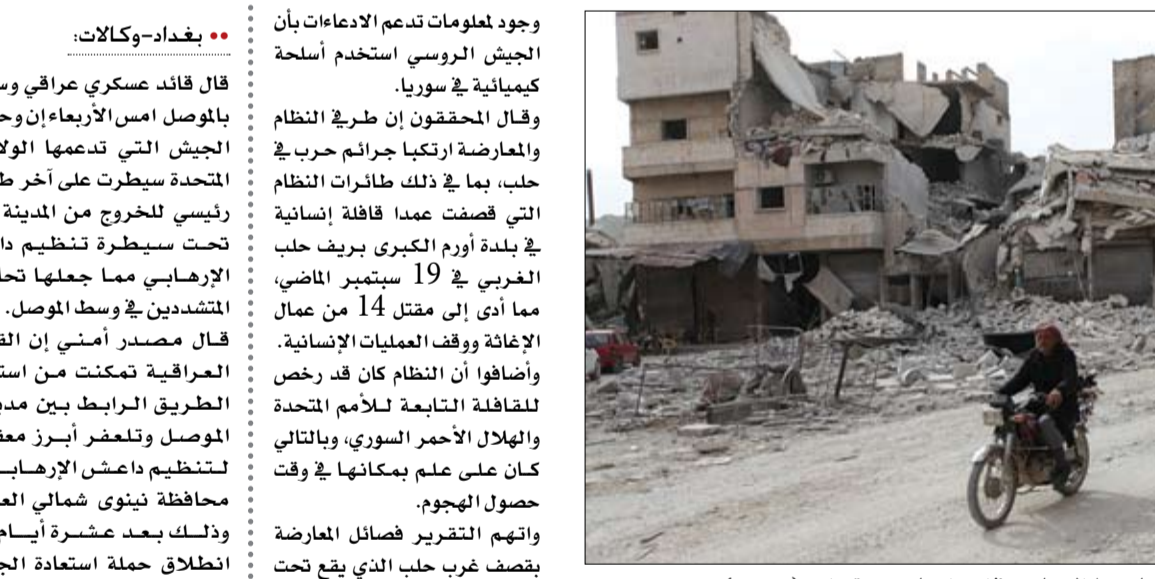 وجود لمعلومات تدعم الادعاءات بأن
الجيش الروسي استخدم أسلحة
كيميائية في سوريا.
وقال المحققون إن طرفي النظام
والمعارضة ارتكبا جرائم حرب في
حلب، بما في ذلك طائرات النظام
التي قصفت عمدا قافلة إنسانية
في بلدة أورم الكبرى بريف حلب
الغربي في 19 سبتمبر الماضي،
مما أدى إلى مقتل 14 من عمال
الإغاثة ووقف العمليات الإنسانية.
وأضافوا أن النظام كان قد رخص
للقافلة التابعة للأمم المتحدة
والهلال الأحمر السوري، وبالتالي
كان على علم بمكانها في وقت
حصول الهجوم.
واتهم التقرير فصائل المعارضة
بقصف غرب حلب الذي يقع تحت
•• بغداد-وكالات:
قال قائد عسكري عراقي
بالموصل امس الأربعاء إن
الجيش التي تدعمها
المتحدة سيطرت على آخر
رئيسي للخروج من المدينة
تحت سيطرة تنظيم
الإرهابي مما جعلها
المتشددين في وسط الموصل.
قال مصدر أمني إن
العراقية تمكنت من
الطريق الرابط بين
الموصل وتلعفر أبرز
لتنظيم داعش
محافظة نينوى شمالي
وذلك بعد عشرة أيام
انطلاق حملة استعادة